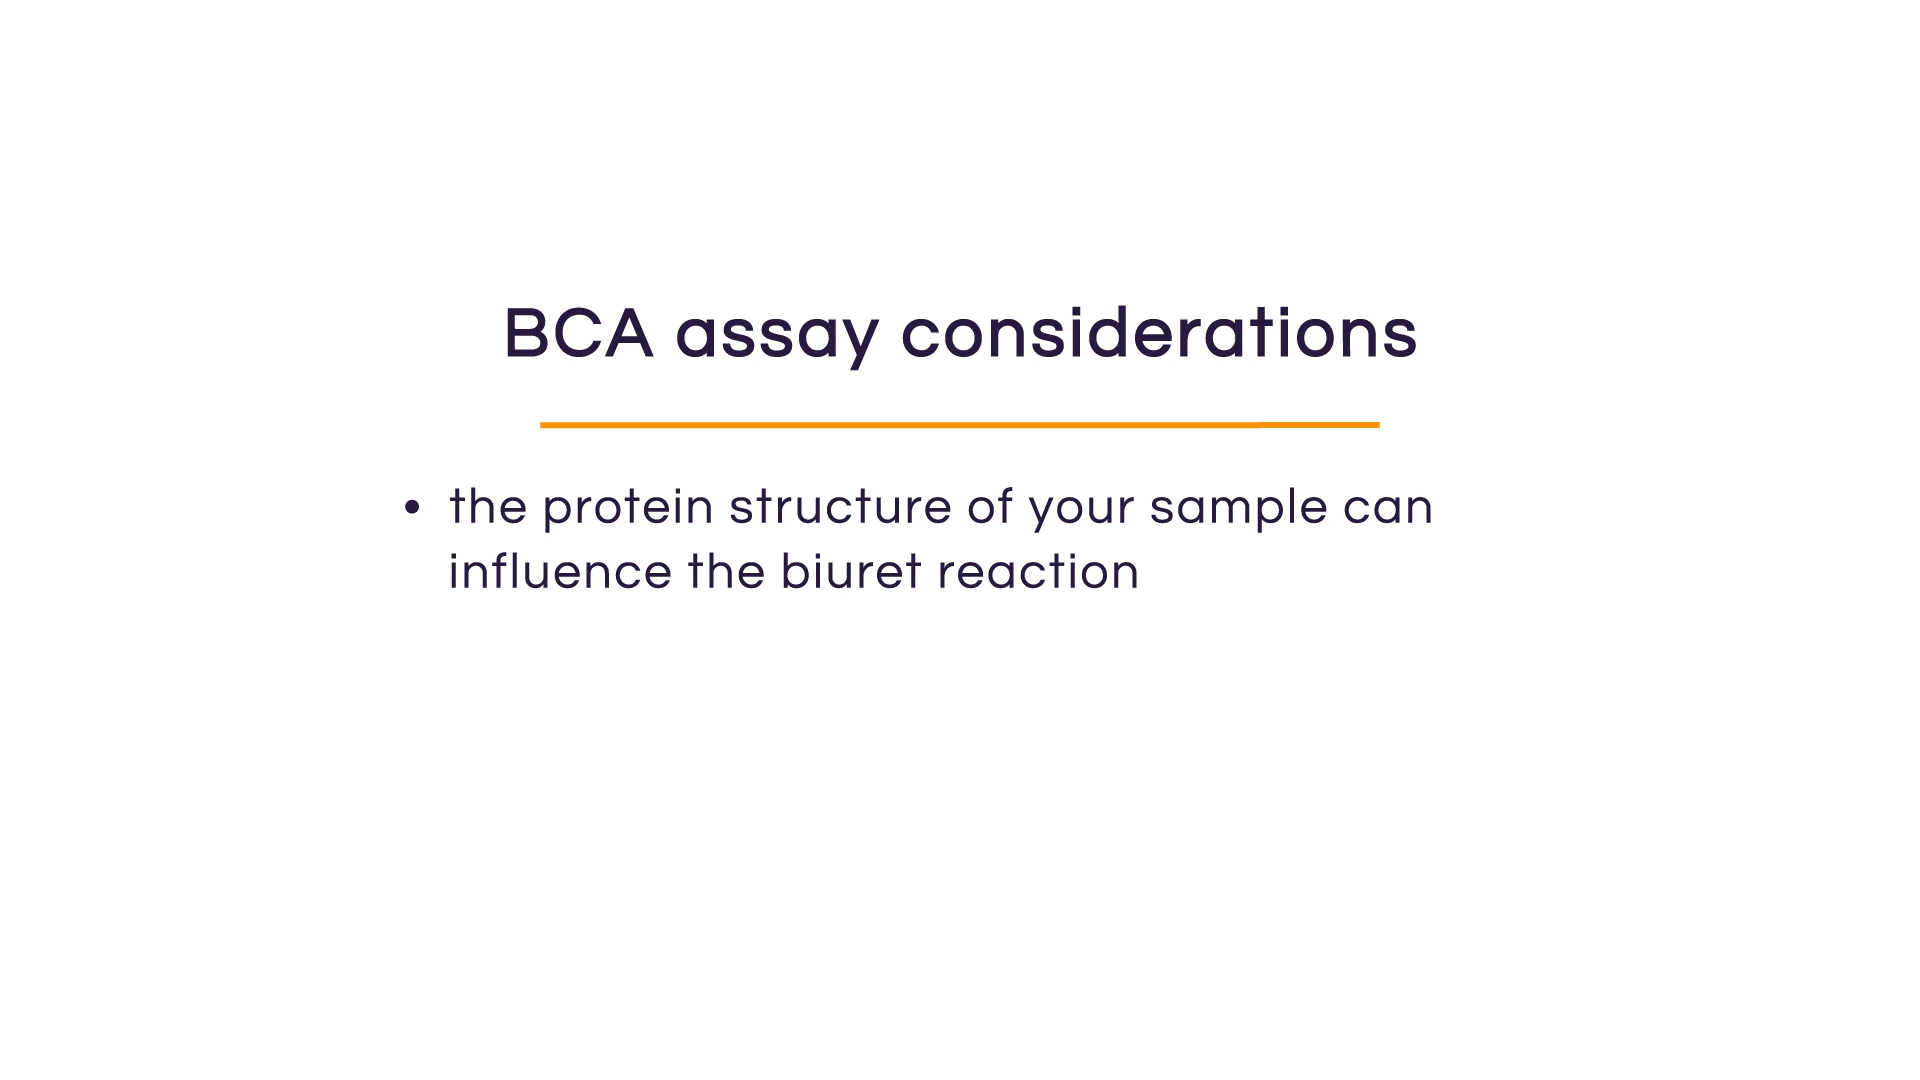 BCA assay considerations
• the protein structure of your sample can
influence the biuret reaction